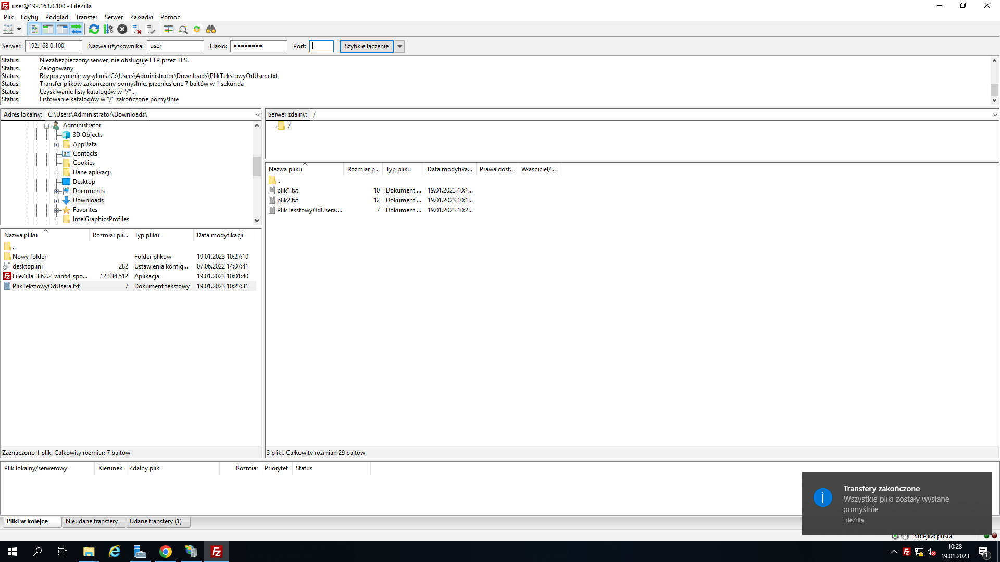 user@192.168.0.100 - FileZilla
Plik Edytuj Podgląd Transfer Serwer Zakładki Pomoc
Serwer: 192.168.0.100 Nazwa użytkownika: user Hasło: ●●●●●●●● Port: Szybkie łączenie
Status: Niezabezpieczony serwer, nie obsługuje FTP przez TLS.
Status: Zalogowany
Status: Rozpoczynanie wysyłania C:\Users\Administrator\Downloads\PlikTekstowyOdUsera.txt
Status: Transfer plików zakończony pomyślnie, przeniesione 7 bajtów w 1 sekunda
Status: Uzyskiwanie listy katalogów w "/"...
Status: Listowanie katalogów w "/" zakończone pomyślnie
Adres lokalny: C:\Users\Administrator\Downloads\
Administrator
3D Objects
AppData
Contacts
Cookies
Dane aplikacji
Desktop
Documents
Downloads
Favorites
IntelGraphicsProfiles
Nazwa pliku Rozmiar pli... Typ pliku Data modyfikacji
..
Nowy folder Folder plików 19.01.2023 10:27:10
desktop.ini 282 Ustawienia konfig... 07.06.2022 14:07:41
FileZilla_3.62.2_win64_spo... 12 334 512 Aplikacja 19.01.2023 10:01:40
PlikTekstowyOdUsera.txt 7 Dokument tekstowy 19.01.2023 10:27:31
Zaznaczono 1 plik. Całkowity rozmiar: 7 bajtów
Serwer zdalny: /
/
Nazwa pliku Rozmiar p... Typ pliku Data modyfika... Prawa dost... Właściciel/...
..
plik1.txt 10 Dokument ... 19.01.2023 10:1...
plik2.txt 12 Dokument ... 19.01.2023 10:1...
PlikTekstowyOdUsera.... 7 Dokument ... 19.01.2023 10:2...
3 pliki. Całkowity rozmiar: 29 bajtów
Plik lokalny/serwerowy Kierunek Zdalny plik Rozmiar Priorytet Status
Pliki w kolejce Nieudane transfery Udane transfery (1)
Transfery zakończone
Wszystkie pliki zostały wysłane
pomyślnie
FileZilla
Kolejka: pusta
10:28
19.01.2023
1